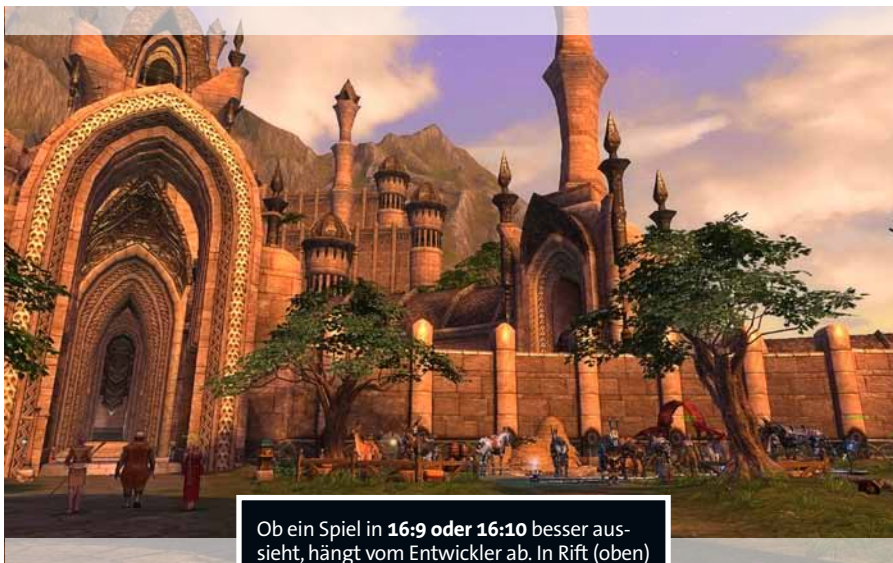 Ob ein Spiel in 16:9 oder 16:10 besser aus-
sieht, hängt vom Entwickler ab. In Rift (oben)